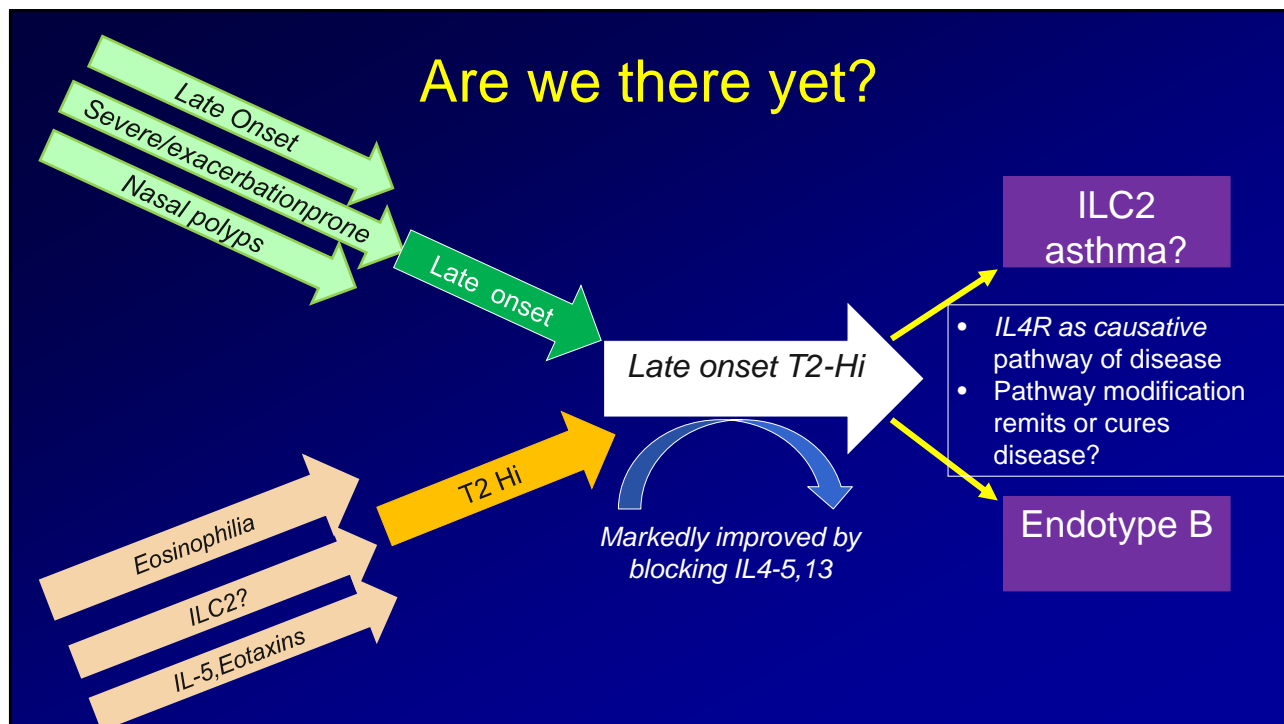 Are we there yet?
Late Onset
Severe/exacerbationprone
Nasal polyps
Late onset
Eosinophilia
ILC2?
IL-5,Eotaxins
T2 Hi
Late onset T2-Hi
Markedly improved by
blocking IL4-5,13
ILC2
asthma?
• IL4R as causative
pathway of disease
• Pathway modification
remits or cures
disease?
Endotype B